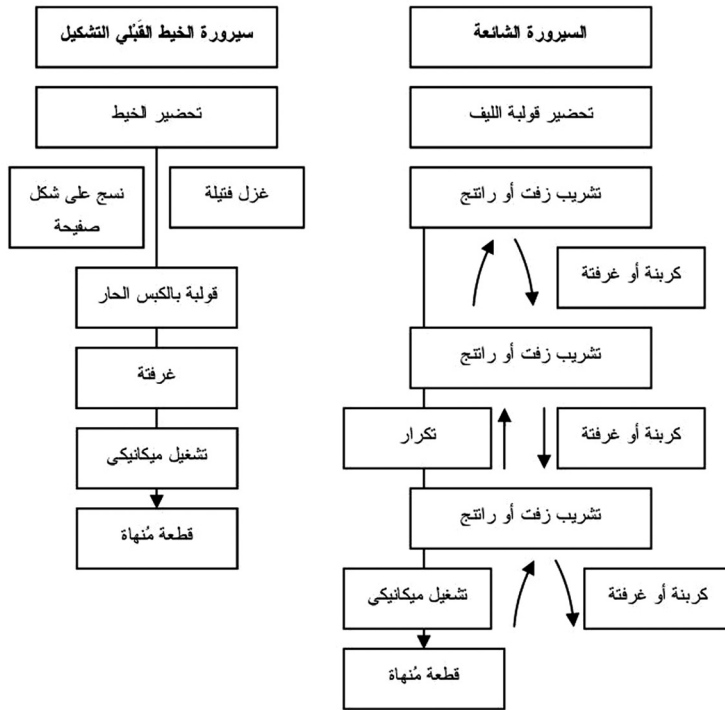 السيرورة الشائعة
تحضير قولبة الليف
تشريب زفت أو راتنج
كربنة أو غرفتة
تشريب زفت أو راتنج
تكرار
كربنة أو غرفتة
تشريب زفت أو راتنج
كربنة أو غرفتة
تشغيل ميكانيكي
قطعة مُنهاة
سيرورة الخيط القَبْلي التشكيل
تحضير الخيط
غزل فتيلة
نسج على شكل
صفيحة
قولبة بالكبس الحار
غرفتة
تشغيل ميكانيكي
قطعة مُنهاة